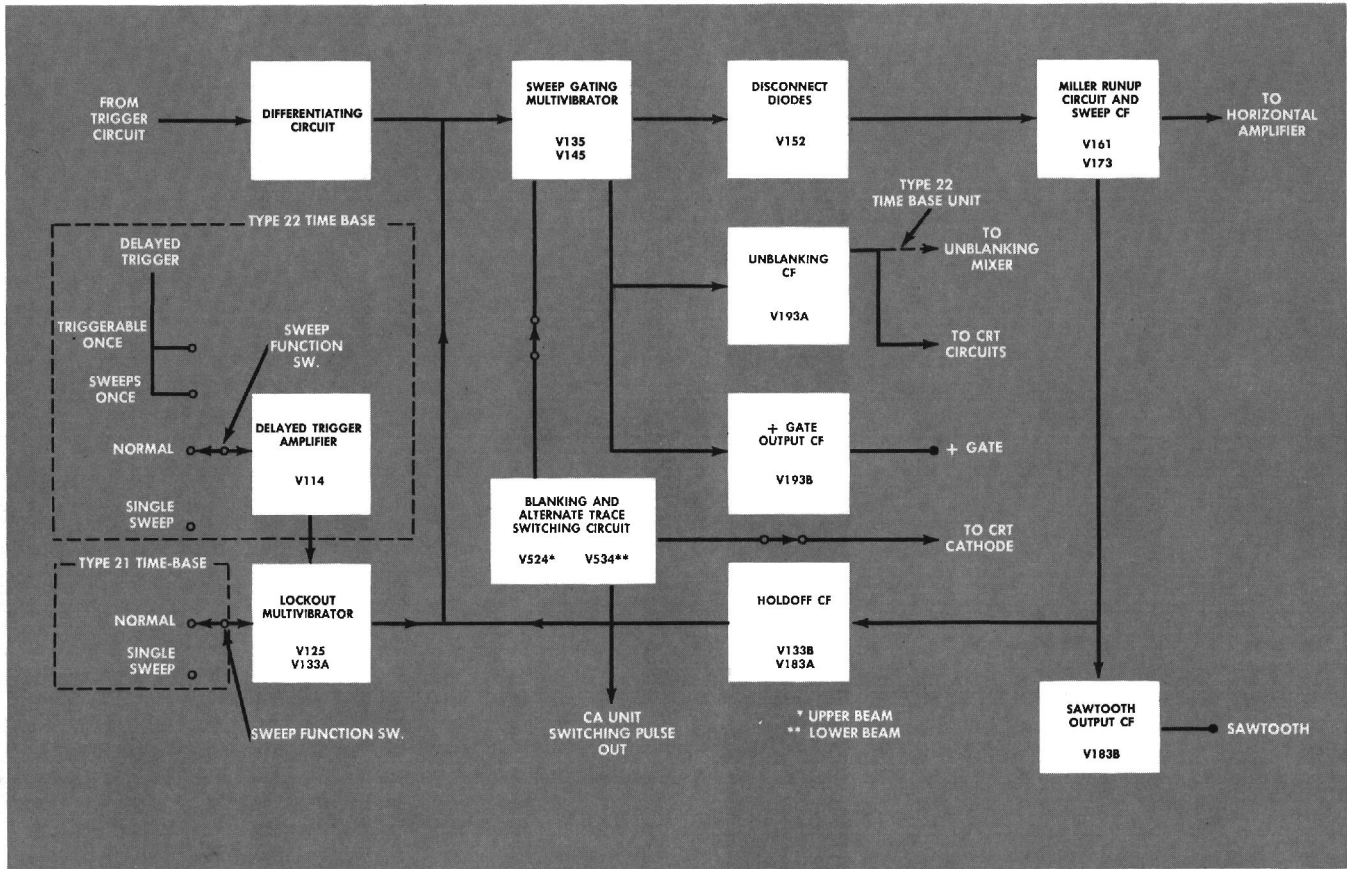 FROM
TRIGGER
CIRCUIT
DIFFERENTIATING
CIRCUIT
SWEEP GATING
MULTIVIBRATOR
V135
V145
DISCONNECT
DIODES
V152
MILLER RUNUP
CIRCUIT AND
SWEEP CF
V161
V173
TO
HORIZONTAL
AMPLIFIER
TYPE 22 TIME BASE
DELAYED
TRIGGER
TRIGGERABLE
ONCE
SWEEPS
ONCE
NORMAL
SINGLE
SWEEP
SWEEP
FUNCTION
SW.
DELAYED TRIGGER
AMPLIFIER
V114
UNBLANKING
CF
V193A
TYPE 22
TIME BASE UNIT
TO
UNBLANKING
MIXER
TO CRT
CIRCUITS
+ GATE
OUTPUT CF
V193B
+ GATE
BLANKING AND
ALTERNATE TRACE
SWITCHING CIRCUIT
V524* V534**
TO CRT
CATHODE
TYPE 21 TIME-BASE
NORMAL
SINGLE
SWEEP
LOCKOUT
MULTIVIBRATOR
V125
V133A
SWEEP FUNCTION SW.
HOLDOFF CF
V133B
V183A
CA UNIT
SWITCHING PULSE
OUT
* UPPER BEAM
** LOWER BEAM
SAWTOOTH
OUTPUT CF
V183B
SAWTOOTH